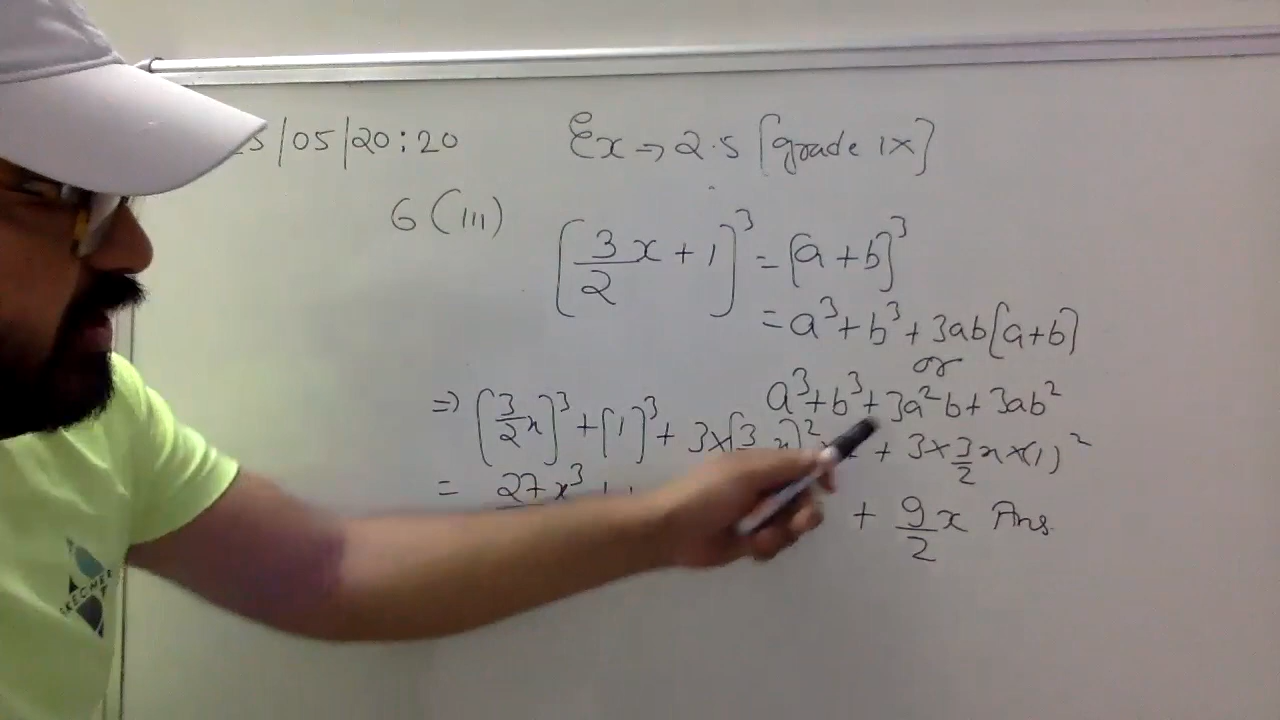 5/05/20:20 Ex → 2.5 [grade IX]
6 (III) [3/2 x + 1]³ = [a + b]³
= a³ + b³ + 3ab[a+b]
or
a³ + b³ + 3a²b + 3ab²
⇒ [3/2 x]³ + [1]³ + 3×[3 x]² + 3 × 3/2 x × (1)²
= 27x³ + 9/2 x Ans
SKECHER